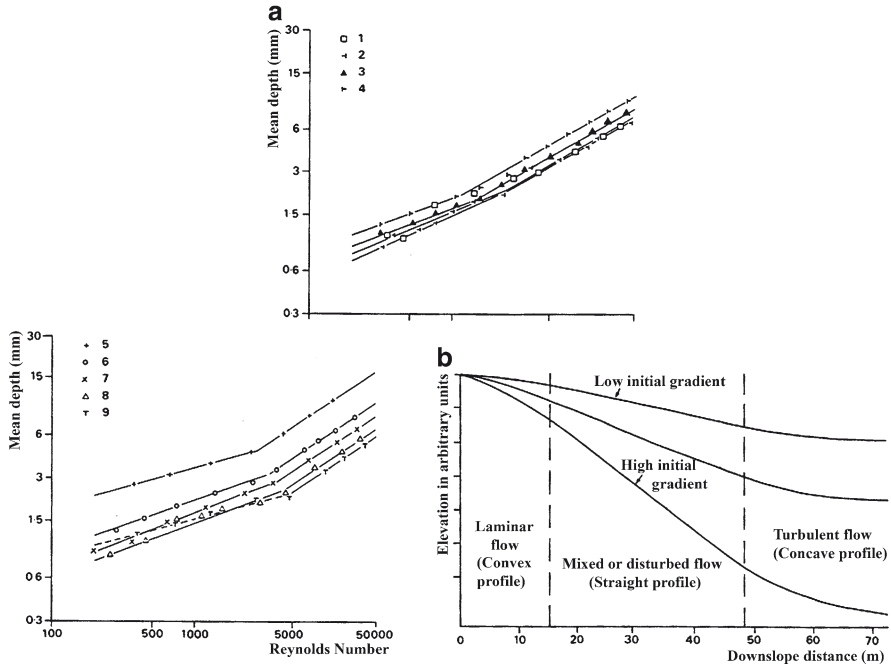 a
Mean depth (mm)
30
15
6
3
1·5
0·6
0·3
1
2
3
4
Mean depth (mm)
30
15
6
3
1·5
0·6
0·3
5
6
7
8
9
100
500
1000
5000
50000
Reynolds Number
b
Elevation in arbitrary units
Low initial gradient
High initial
gradient
Laminar
flow
(Convex
profile)
Mixed or disturbed flow
(Straight profile)
Turbulent flow
(Concave profile)
0
10
20
30
40
50
60
70
Downslope distance (m)